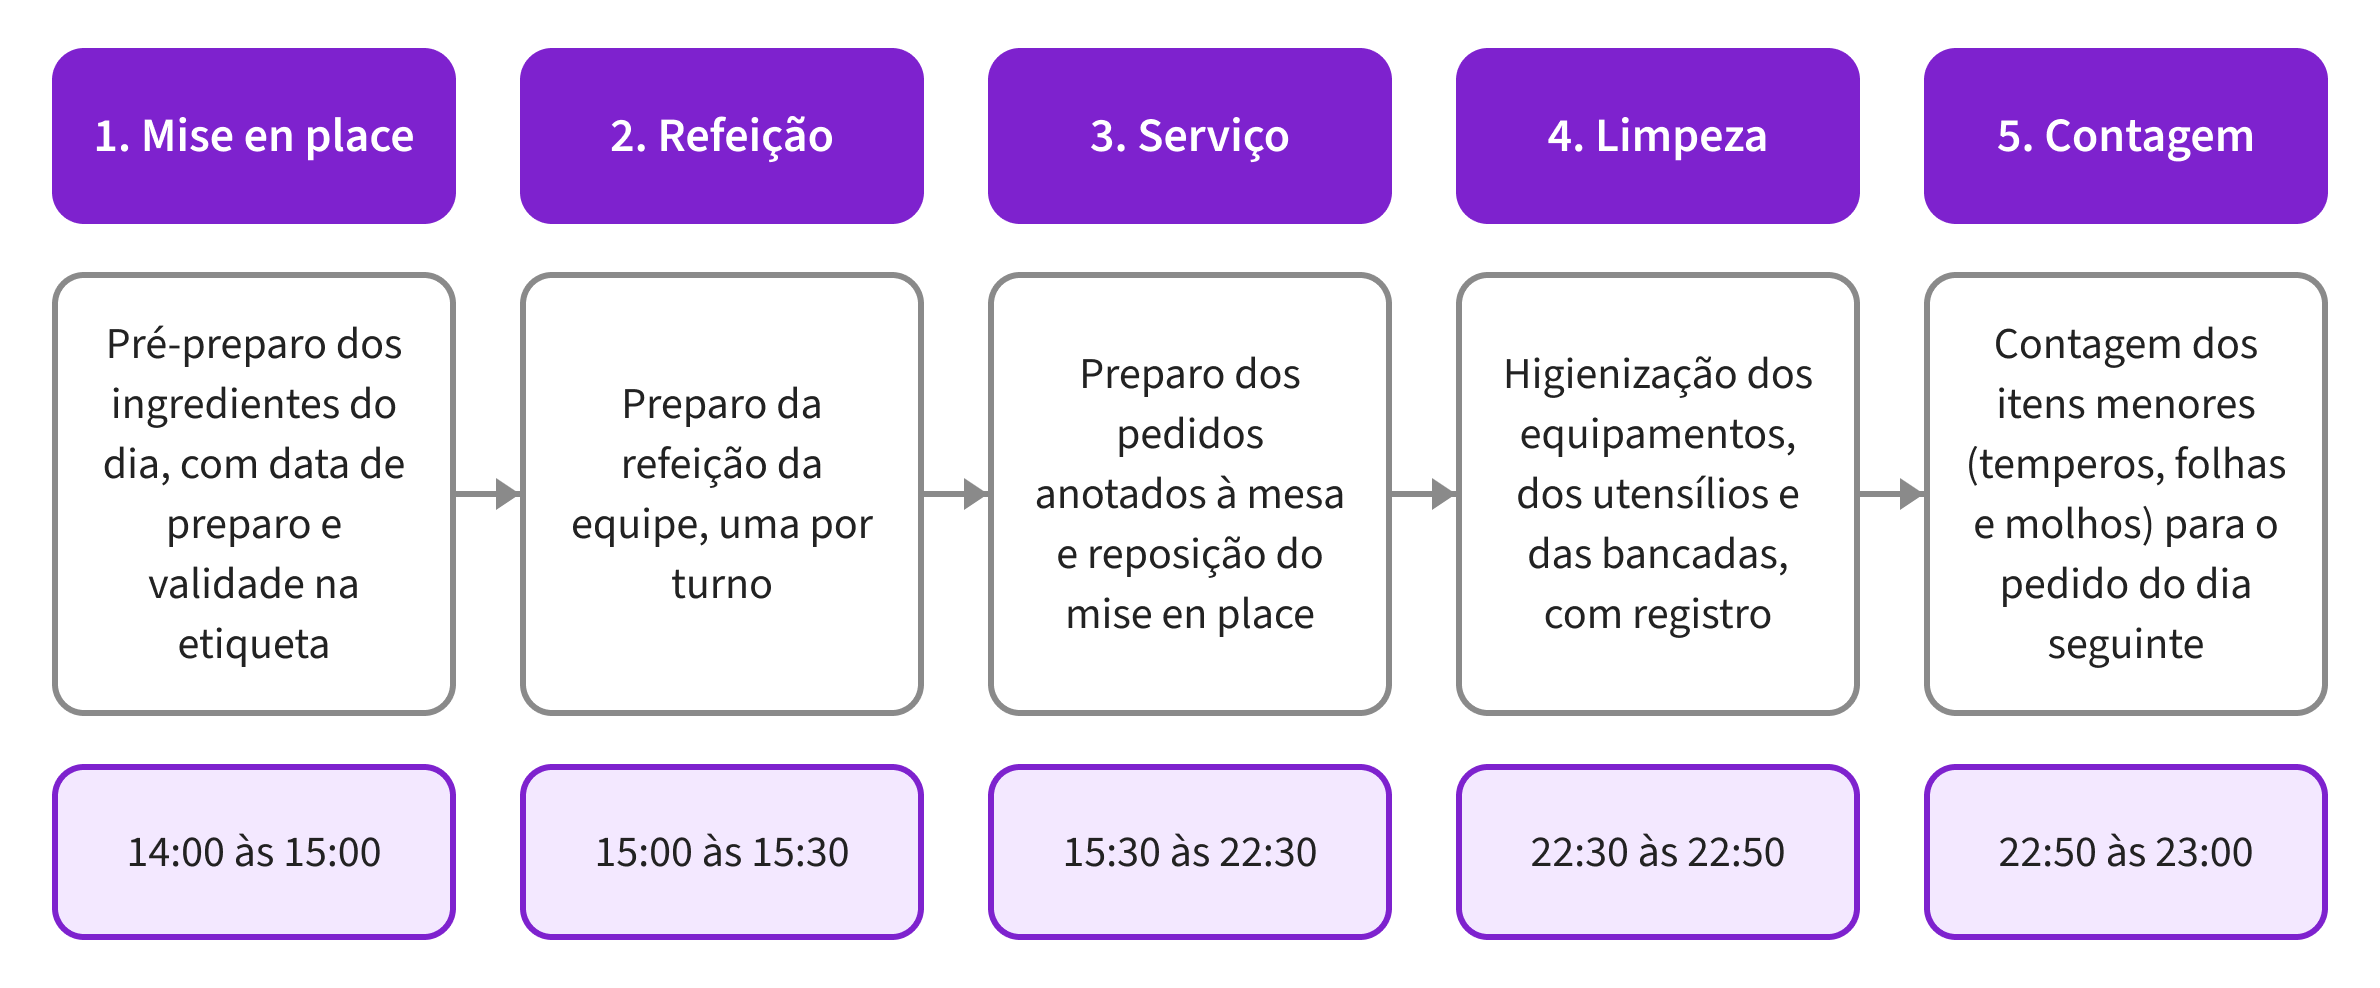 1. Mise en place
2. Refeição
3. Serviço
4. Limpeza
5. Contagem
Pré-preparo dos
ingredientes do
dia, com data de
preparo e
validade na
etiqueta
Preparo da
refeição da
equipe, uma por
turno
Preparo dos
pedidos
anotados à mesa
e reposição do
mise en place
Higienização dos
equipamentos,
dos utensílios e
das bancadas,
com registro
Contagem dos
itens menores
(temperos, folhas
e molhos) para o
pedido do dia
seguinte
14:00 às 15:00
15:00 às 15:30
15:30 às 22:30
22:30 às 22:50
22:50 às 23:00